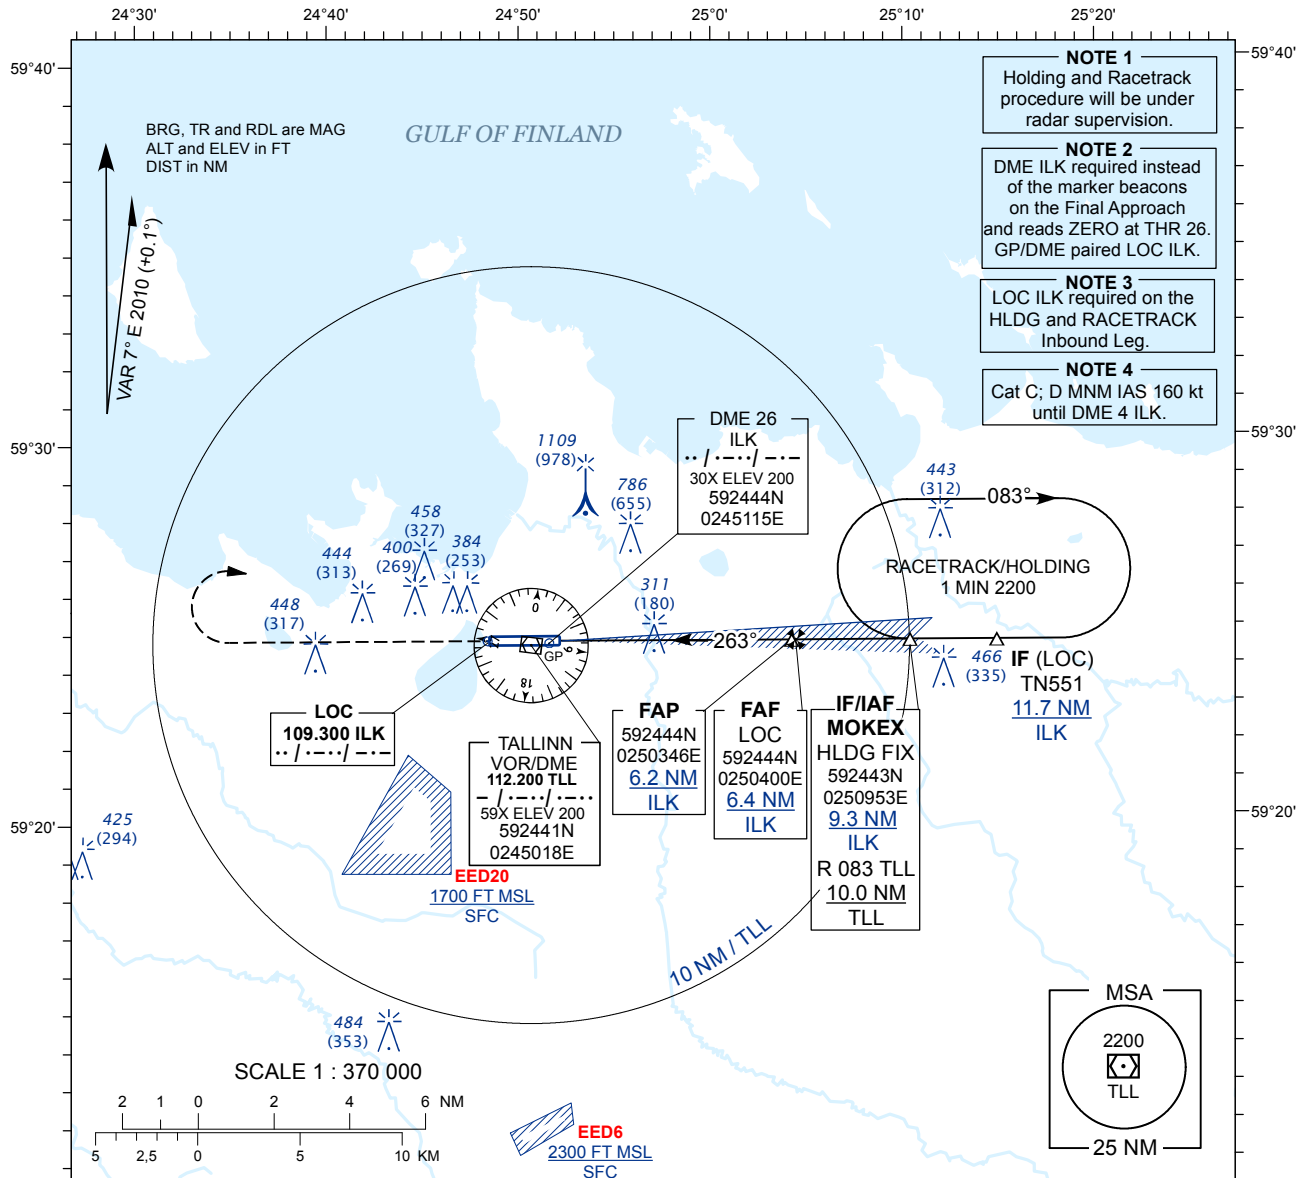 24°30'
24°40'
24°50'
25°00'
25°10'
25°20'
59°40'
59°40'
BRG, TR and RDL are MAG
ALT and ELEV in FT
DIST in NM
GULF OF FINLAND
VAR 7° E 2010 (+0.1°)
NOTE 1
Holding and Racetrack
procedure will be under
radar supervision.
NOTE 2
DME ILK required instead
of the marker beacons
on the Final Approach
and reads ZERO at THR 26.
GP/DME paired LOC ILK.
NOTE 3
LOC ILK required on the
HLDG and RACETRACK
Inbound Leg.
NOTE 4
Cat C; D MNM IAS 160 kt
until DME 4 ILK.
59°30'
59°30'
DME 26
ILK
·· / ·–·· / –·–
30X ELEV 200
592444N
0245115E
1109
(978)
786
(655)
443
(312)
083°
458
(327)
444
(313)
400
(269)
384
(253)
448
(317)
311
(180)
RACETRACK/HOLDING
1 MIN 2200
0
9
18
27
GP
263°
466
(335)
IF (LOC)
TN551
11.7 NM
ILK
LOC
109.300 ILK
·· / ·–·· / –·–
TALLINN
VOR/DME
112.200 TLL
– / ·–·· / ·–··
59X ELEV 200
592441N
0245018E
FAP
592444N
0250346E
6.2 NM
ILK
FAF
LOC
592444N
0250400E
6.4 NM
ILK
IF/IAF
MOKEX
HLDG FIX
592443N
0250953E
9.3 NM
ILK
R 083 TLL
10.0 NM
TLL
59°20'
59°20'
425
(294)
EED20
1700 FT MSL
SFC
10 NM / TLL
484
(353)
SCALE 1 : 370 000
2 1 0 2 4 6 NM
5 2,5 0 5 10 KM
EED6
2300 FT MSL
SFC
MSA
2200
TLL
25 NM